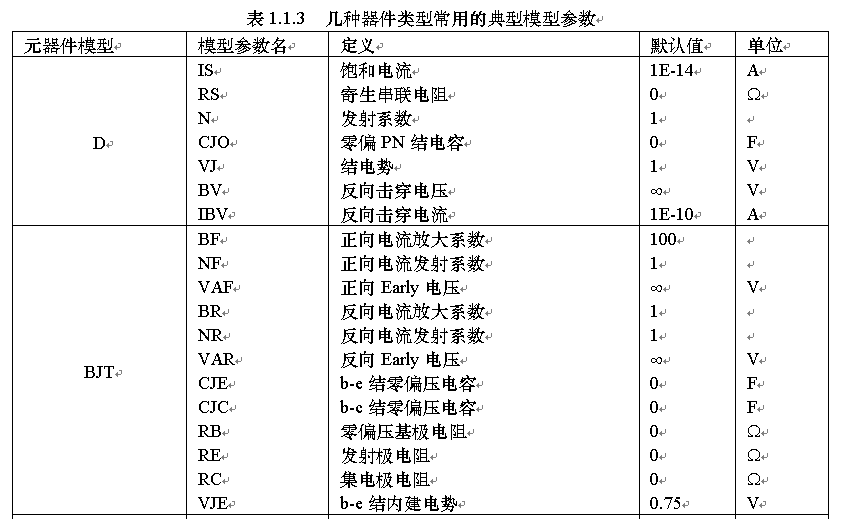 表 1.1.3 几种器件类型常用的典型模型参数
元器件模型 模型参数名 定义 默认值 单位
D
IS 饱和电流 1E-14 A
RS 寄生串联电阻 0 Ω
N 发射系数 1
CJO 零偏 PN 结电容 0 F
VJ 结电势 1 V
BV 反向击穿电压 ∞ V
IBV 反向击穿电流 1E-10 A
BJT
BF 正向电流放大系数 100
NF 正向电流发射系数 1
VAF 正向 Early 电压 ∞ V
BR 反向电流放大系数 1
NR 反向电流发射系数 1
VAR 反向 Early 电压 ∞ V
CJE b-e 结零偏压电容 0 F
CJC b-c 结零偏压电容 0 F
RB 零偏压基极电阻 0 Ω
RE 发射极电阻 0 Ω
RC 集电极电阻 0 Ω
VJE b-e 结内建电势 0.75 V